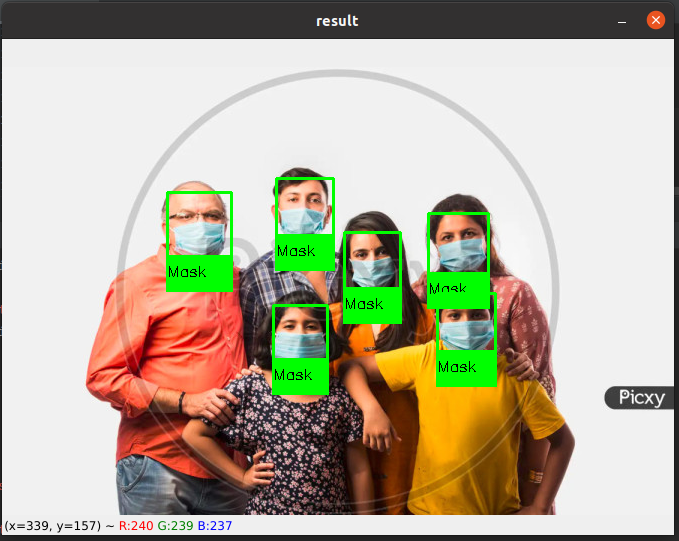 result
Mask
Mask
Mask
Mask
Mask
Mask
Picxy
(x=339, y=157) ~ R:240 G:239 B:237